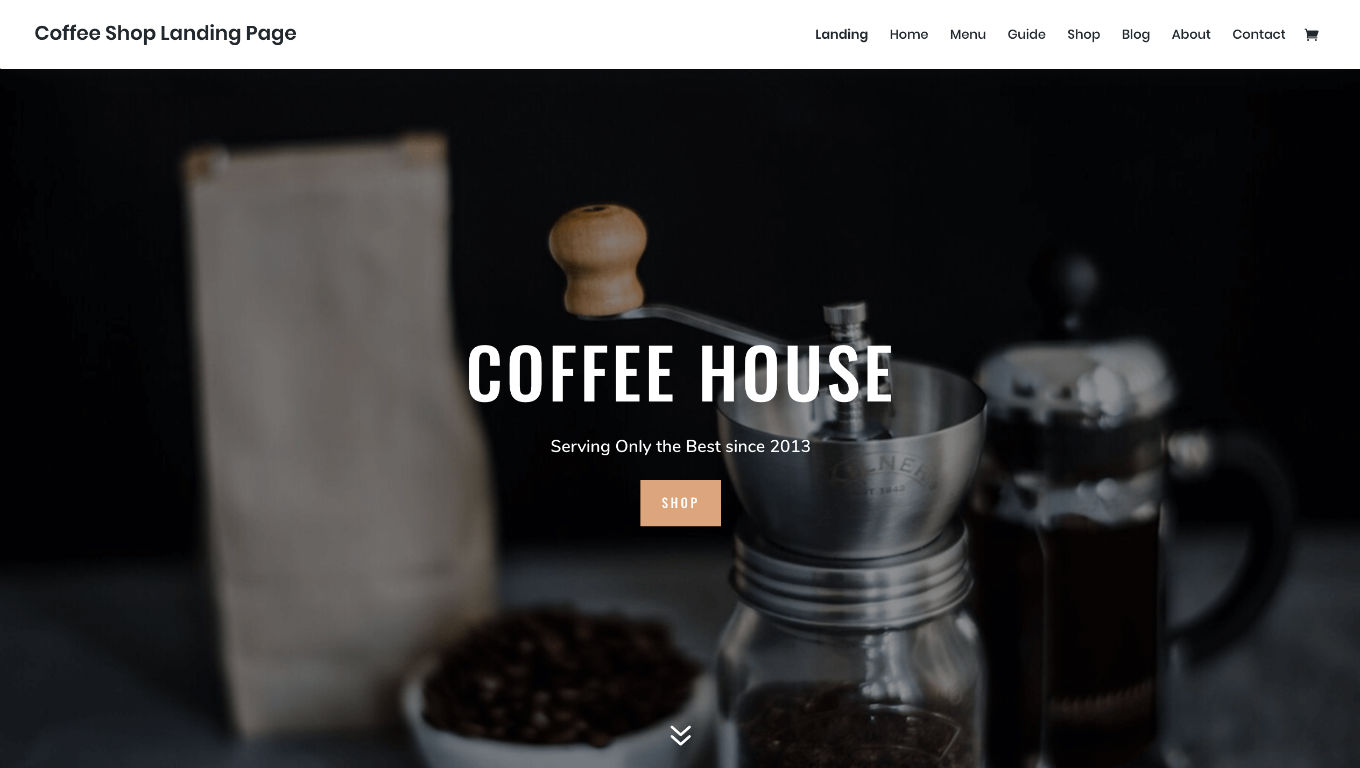 Coffee Shop Landing Page
Landing Home Menu Guide Shop Blog About Contact
COFFEE HOUSE
Serving Only the Best since 2013
SHOP